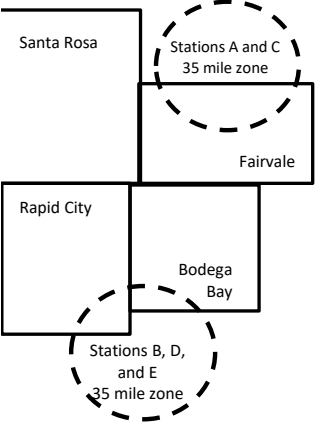 Santa Rosa
Stations A and C
35 mile zone
Fairvale
Rapid City
Bodega
Bay
Stations B, D,
and E
35 mile zone